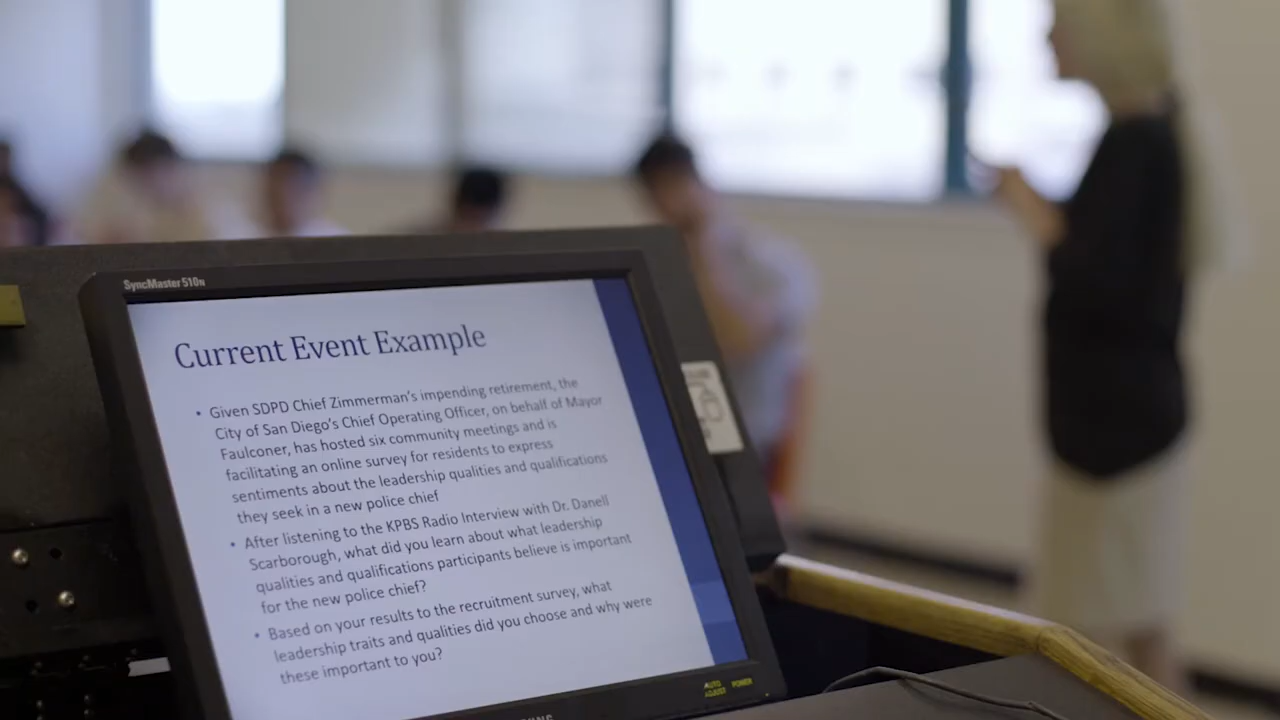 SyncMaster 510n
Current Event Example
• Given SDPD Chief Zimmerman's impending retirement, the
City of San Diego's Chief Operating Officer, on behalf of Mayor
Faulconer, has hosted six community meetings and is
facilitating an online survey for residents to express
sentiments about the leadership qualities and qualifications
they seek in a new police chief
• After listening to the KPBS Radio Interview with Dr. Danell
Scarborough, what did you learn about what leadership
qualities and qualifications participants believe is important
for the new police chief?
• Based on your results to the recruitment survey, what
leadership traits and qualities did you choose and why were
these important to you?
AUTO
ADJUST POWER